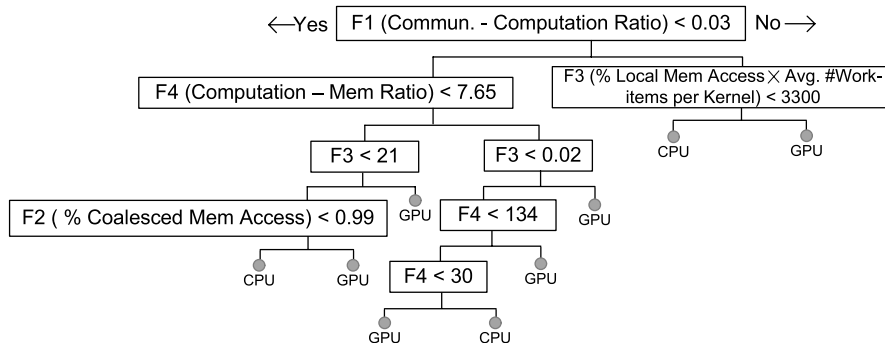 Yes
F1 (Commun. - Computation Ratio) < 0.03
No
F4 (Computation – Mem Ratio) < 7.65
F3 (% Local Mem Access × Avg. #Work-
items per Kernel) < 3300
CPU
GPU
F3 < 21
F3 < 0.02
F2 ( % Coalesced Mem Access) < 0.99
GPU
F4 < 134
GPU
CPU
GPU
F4 < 30
GPU
GPU
CPU